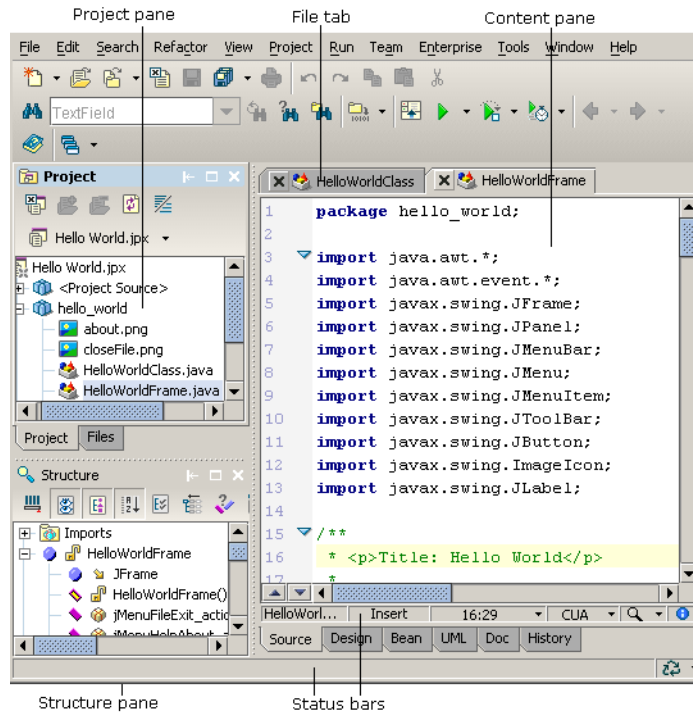 Project pane File tab Content pane
File Edit Search Refactor View Project Run Team Enterprise Tools Window Help
TextField
Project
Hello World.jpx
Hello World.jpx
<Project Source>
hello_world
about.png
closeFile.png
HelloWorldClass.java
HelloWorldFrame.java
Project Files
Structure
Imports
HelloWorldFrame
JFrame
HelloWorldFrame()
jMenuFileExit_actic
jMenuHelpAbout_
HelloWorldClass HelloWorldFrame
1 package hello_world;
2
3 import java.awt.*;
4 import java.awt.event.*;
5 import javax.swing.JFrame;
6 import javax.swing.JPanel;
7 import javax.swing.JMenuBar;
8 import javax.swing.JMenu;
9 import javax.swing.JMenuItem;
10 import javax.swing.JToolBar;
11 import javax.swing.JButton;
12 import javax.swing.ImageIcon;
13 import javax.swing.JLabel;
14
15 /**
16 * <p>Title: Hello World</p>
17 *
HelloWorl... Insert 16:29 CUA
Source Design Bean UML Doc History
Structure pane Status bars